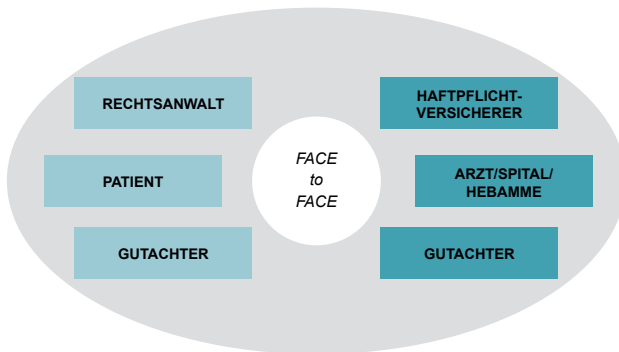 RECHTSANWALT
PATIENT
GUTACHTER
FACE
to
FACE
HAFTPFLICHT-
VERSICHERER
ARZT/SPITAL/
HEBAMME
GUTACHTER